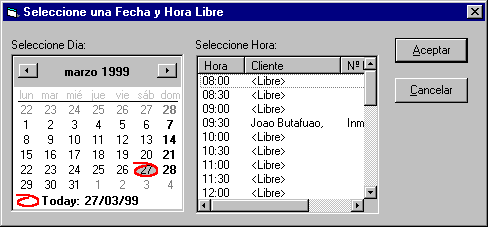 Seleccione una Fecha y Hora Libre
Seleccione Dia:
marzo 1999
lun mar mié jue vie sáb dom
22 23 24 25 26 27 28
1 2 3 4 5 6 7
8 9 10 11 12 13 14
15 16 17 18 19 20 21
22 23 24 25 26 27 28
29 30 31 1 2 3 4
Today: 27/03/99
Seleccione Hora:
Hora Cliente Nº
08:00 <Libre>
08:30 <Libre>
09:00 <Libre>
09:30 Joao Butafuao, Inm
10:00 <Libre>
10:30 <Libre>
11:00 <Libre>
11:30 <Libre>
12:00 <Libre>
Aceptar
Cancelar